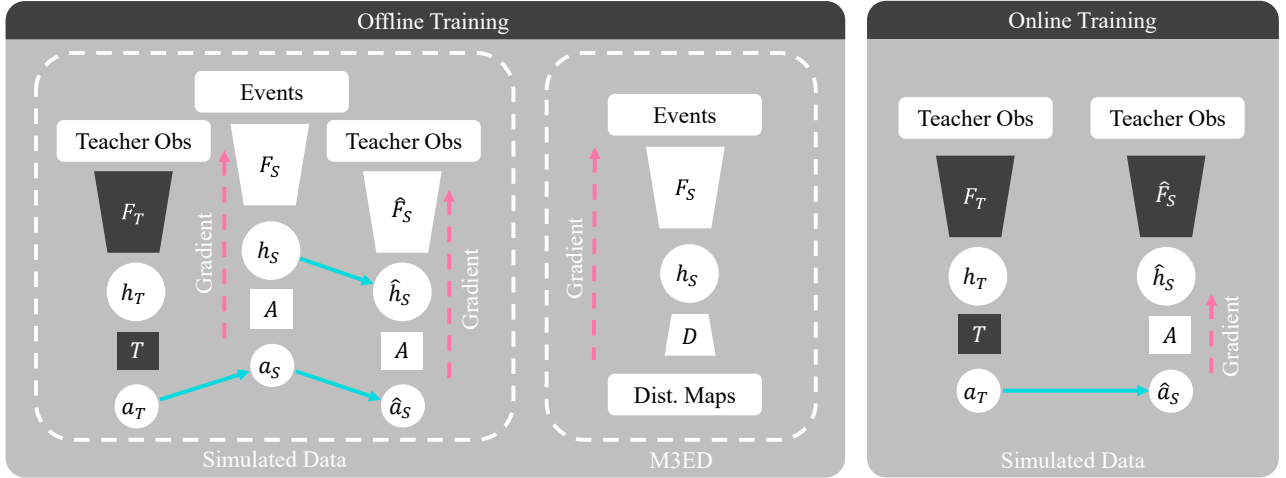 Offline Training
Events
Teacher Obs
Teacher Obs
F_S
F_T
F̂_S
Gradient
Gradient
h_S
h_T
ĥ_S
A
T
A
a_S
a_T
â_S
Simulated Data
Events
F_S
Gradient
h_S
D
Dist. Maps
M3ED
Online Training
Teacher Obs
Teacher Obs
F_T
F̂_S
h_T
ĥ_S
T
A
Gradient
a_T
â_S
Simulated Data